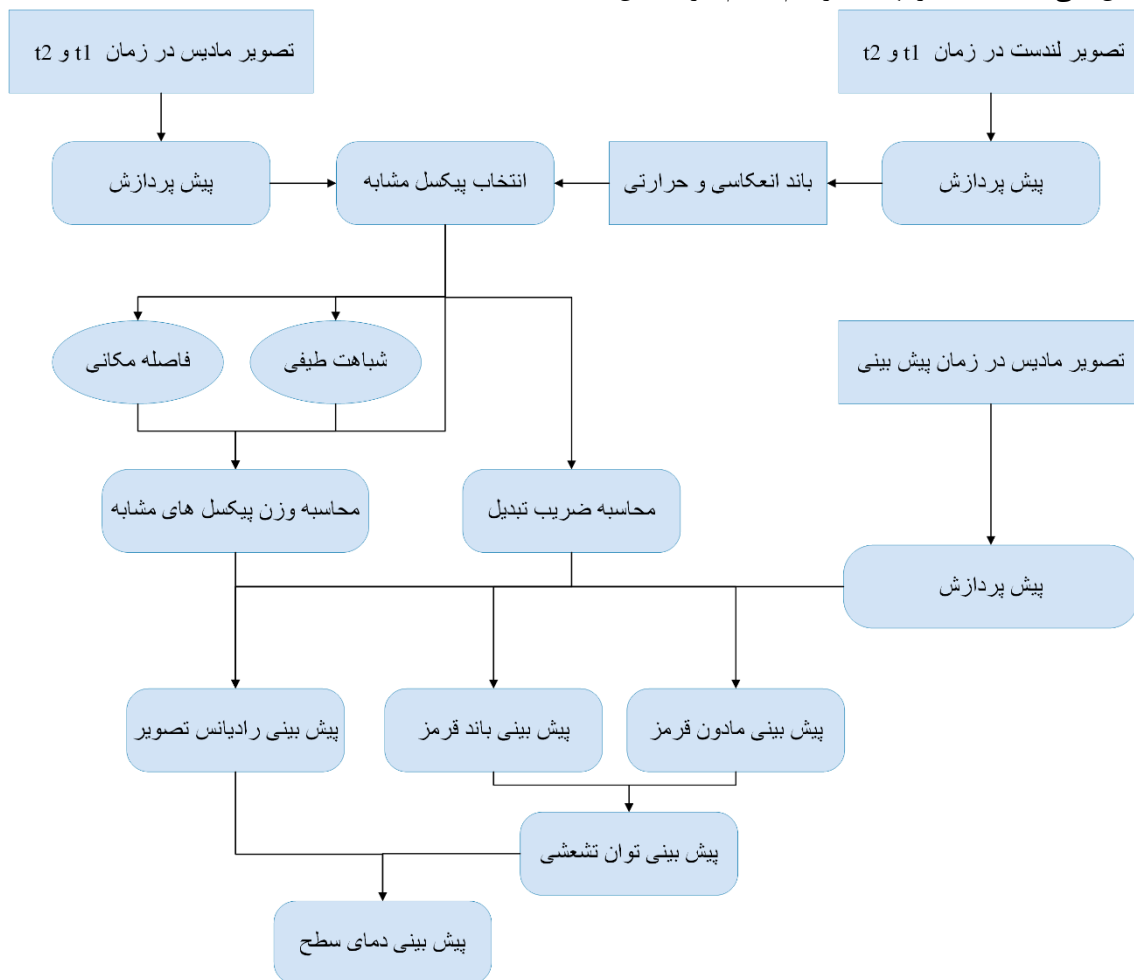 تصویر لندست در زمان t1 و t2
تصویر مادیس در زمان t1 و t2
پیش پردازش
باند انعکاسی و حرارتی
انتخاب پیکسل مشابه
پیش پردازش
شباهت طیفی
فاصله مکانی
تصویر مادیس در زمان پیش بینی
محاسبه ضریب تبدیل
محاسبه وزن پیکسل های مشابه
پیش پردازش
پیش بینی مادون قرمز
پیش بینی باند قرمز
پیش بینی رادیانس تصویر
پیش بینی توان تشعشی
پیش بینی دمای سطح